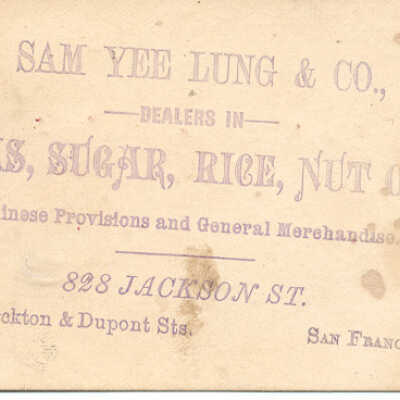 SAM YEE LUNG & CO.,
DEALERS IN
SUGAR, RICE, NUT
Provisions and General Merchandise.
828 JACKSON ST.
& Dupont Sts.
SAN